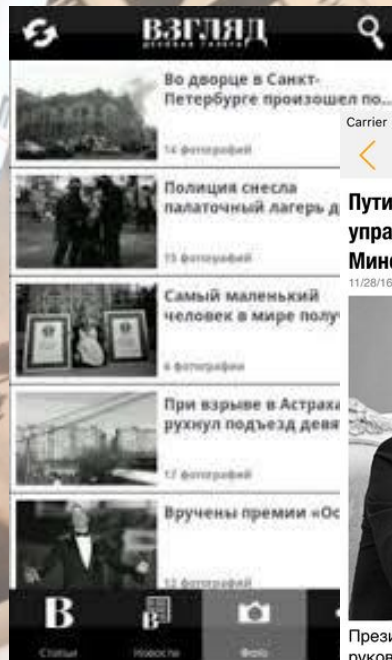 ВЗГЛЯД
ДЕЛОВАЯ ГАЗЕТА
Во дворце в Санкт-
Петербурге произошел по...
14 фотографий
Полиция снесла
палаточный лагерь д
15 фотографий
Самый маленький
человек в мире полу
6 фотографий
При взрыве в Астраха
рухнул подъезд девя
17 фотографий
Вручены премии «Ос
12 фотографий
В
В
Статьи
Новости
Фото
Carrier
Пути
упра
Мин
11/28/16
Прези
руков